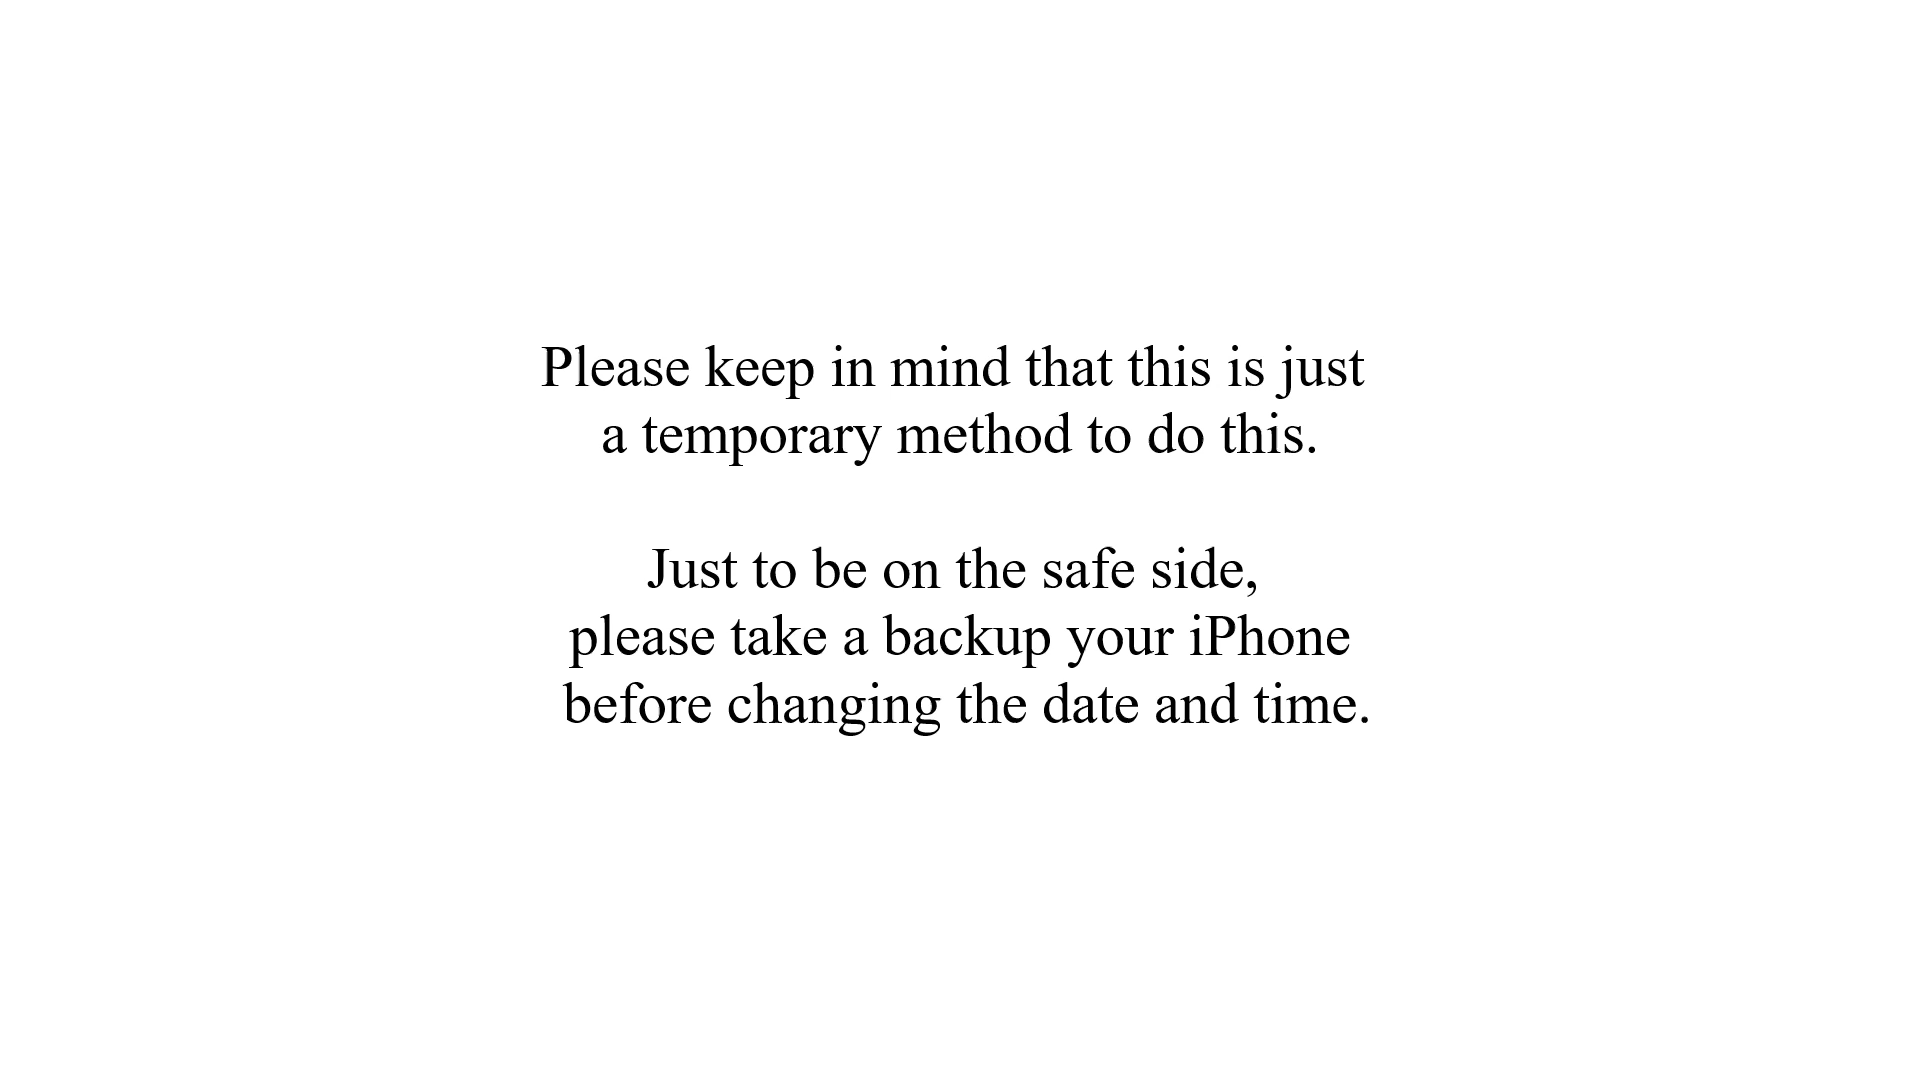 Please keep in mind that this is just
a temporary method to do this.
Just to be on the safe side,
please take a backup your iPhone
before changing the date and time.